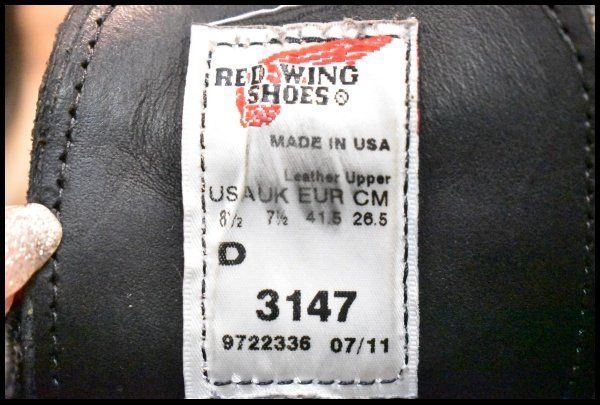 RED WING
SHOES®
MADE IN USA
Leather Upper
USA UK EUR CM
8½ 7½ 41.5 26.5
D
3147
9722336 07/11